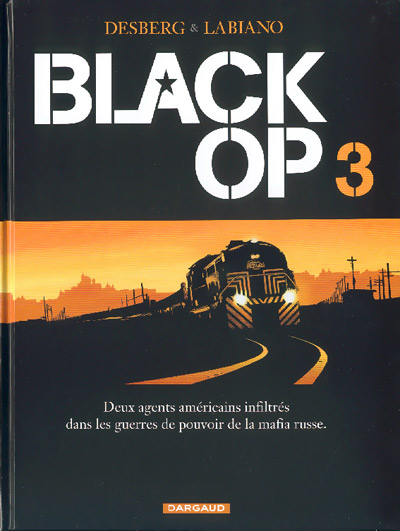 DESBERG & LABIANO
BLACK
OP 3
Deux agents américains infiltrés
dans les guerres de pouvoir de la mafia russe.
DARGAUD